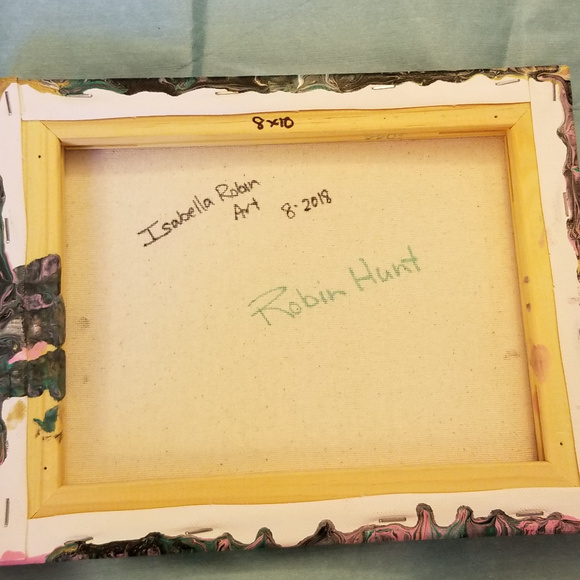 8x10
Isabella Robin
Art 8-2018
Robin Hunt